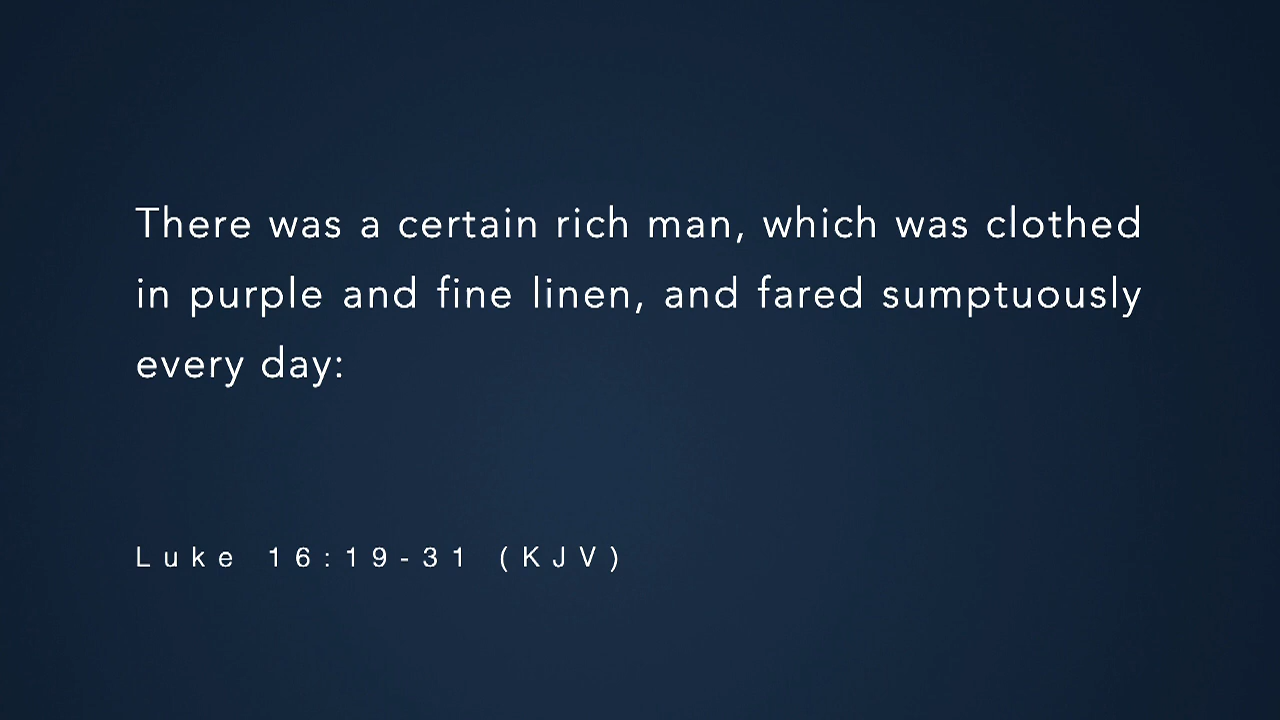 There was a certain rich man, which was clothed
in purple and fine linen, and fared sumptuously
every day:
Luke 16:19-31 (KJV)